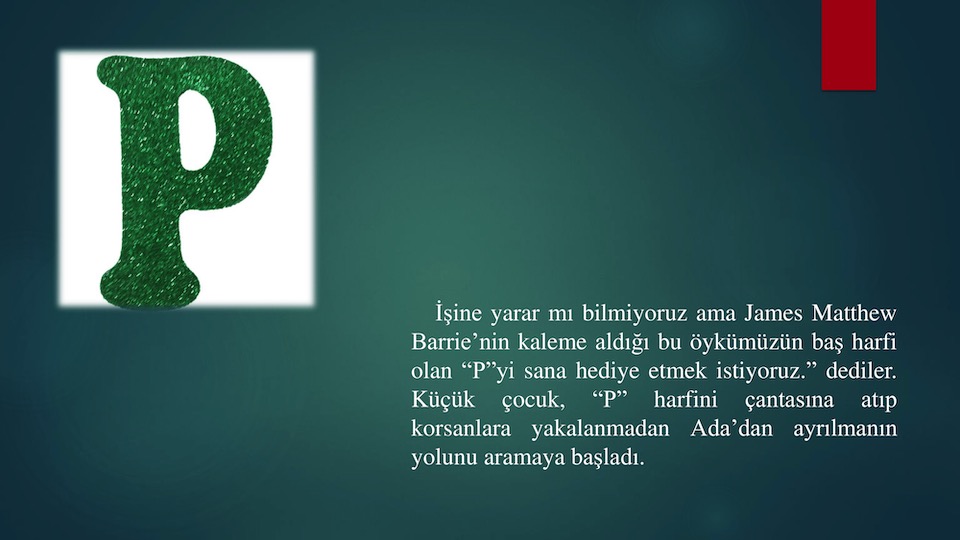 P
İşine yarar mı bilmiyoruz ama James Matthew
Barrie’nin kaleme aldığı bu öykümüzün baş harfi
olan “P”yi sana hediye etmek istiyoruz.” dediler.
Küçük çocuk, “P” harfini çantasına atıp
korsanlara yakalanmadan Ada’dan ayrılmanın
yolunu aramaya başladı.